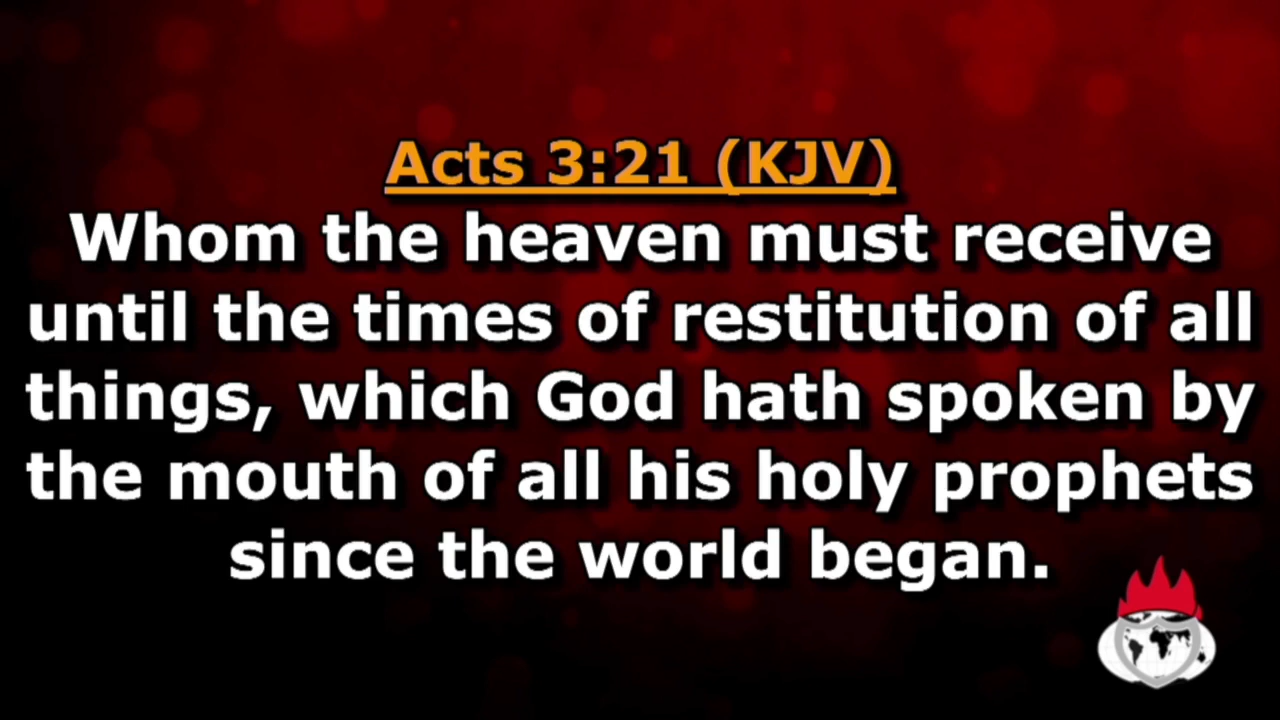 Acts 3:21 (KJV)
Whom the heaven must receive
until the times of restitution of all
things, which God hath spoken by
the mouth of all his holy prophets
since the world began.